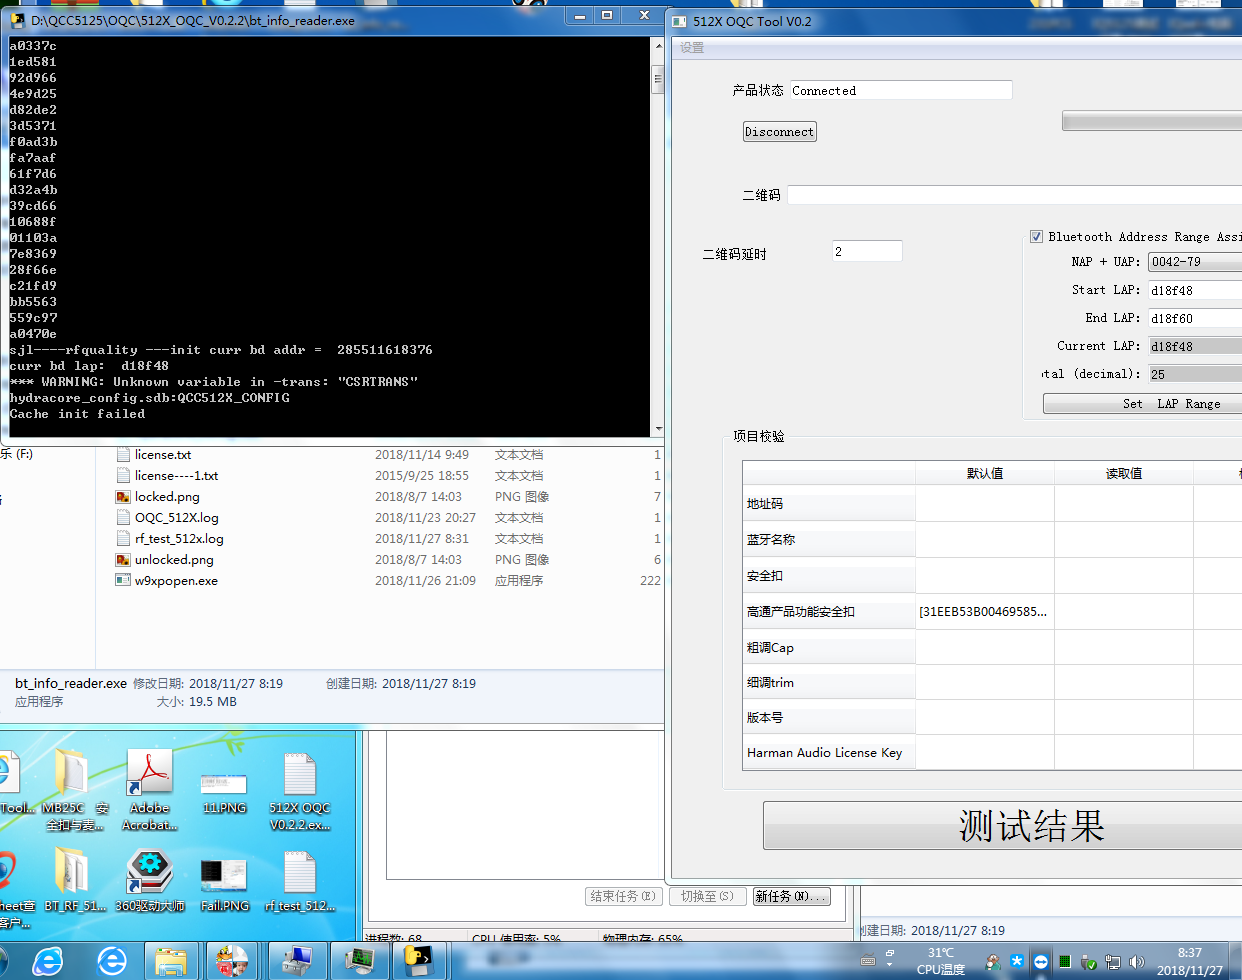 D:\QCC5125\OQC\512X_OQC_V0.2.2\bt_info_reader.exe
a0337c
1ed581
92d966
4e9d25
d82de2
3d5371
f0ad3b
fa7aaf
61f7d6
d32a4b
39cd66
10688f
01103a
7e8369
28f66e
c21fd9
bb5563
559c97
a0470e
sjl----rfquality ---init curr bd addr =  285511618376
curr bd lap:  d18f48
*** WARNING: Unknown variable in -trans: "CSRTRANS"
hydracore_config.sdb:QCC512X_CONFIG
Cache init failed
512X OQC Tool V0.2
设置
产品状态 Connected
Disconnect
二维码
二维码延时 2
Bluetooth Address Range Assi
NAP + UAP: 0042-79
Start LAP: d18f48
End LAP: d18f60
Current LAP: d18f48
tal (decimal): 25
Set  LAP Range
项目校验
默认值 读取值
地址码
蓝牙名称
安全扣
高通产品功能安全扣 [31EEB53B00469585...
粗调Cap
细调trim
版本号
Harman Audio License Key
测试结果
乐 (F:)
license.txt 2018/11/14 9:49 文本文档 1
license----1.txt 2015/9/25 18:55 文本文档 1
locked.png 2018/8/7 14:03 PNG 图像 7
OQC_512X.log 2018/11/23 20:27 文本文档 1
rf_test_512x.log 2018/11/27 8:31 文本文档 1
unlocked.png 2018/8/7 14:03 PNG 图像 6
w9xpopen.exe 2018/11/26 21:09 应用程序 222
bt_info_reader.exe 修改日期: 2018/11/27 8:19 创建日期: 2018/11/27 8:19
应用程序 大小: 19.5 MB
Tool... MB25C 安全扣与麦... Adobe Acrobat... 11.PNG 512X OQC V0.2.2.ex...
heet查客户... BT_RF_51... 360驱动大师 Fail.PNG rf_test_512...
结束任务(E) 切换至(S) 新任务(N)...
进程数: 68 CPU 使用率: 5% 物理内存: 65%
创建日期: 2018/11/27 8:19
31℃
CPU温度
8:37
2018/11/27